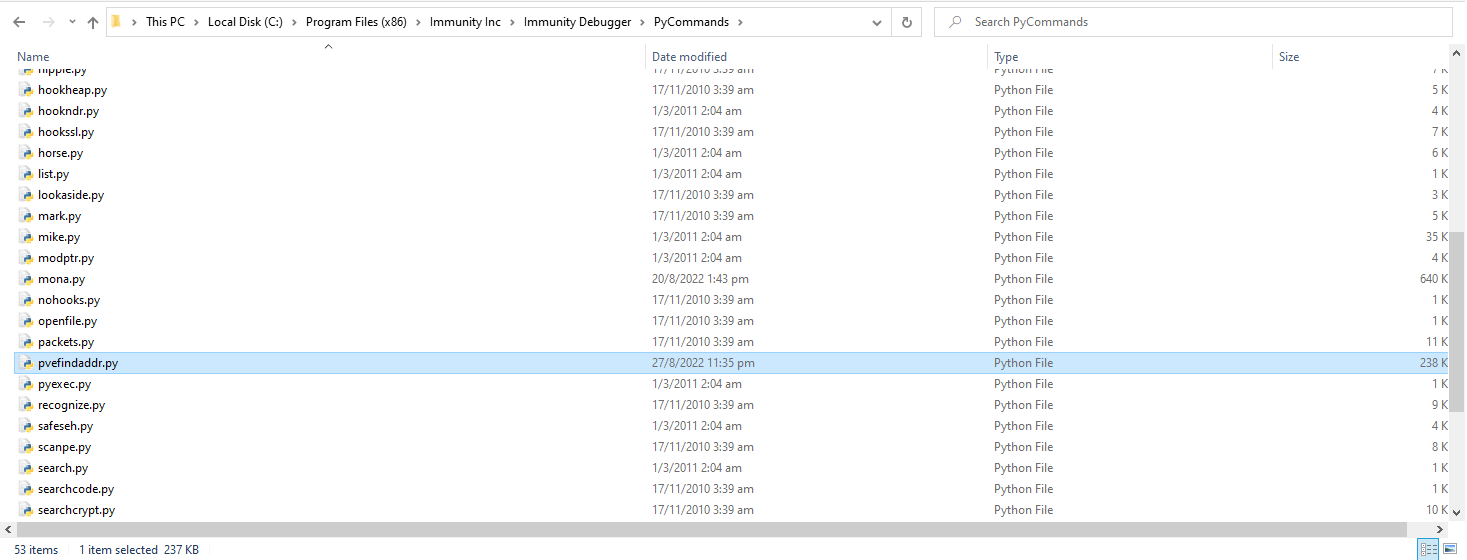 This PC > Local Disk (C:) > Program Files (x86) > Immunity Inc > Immunity Debugger > PyCommands > Search PyCommands
Name Date modified Type Size
hippie.py 17/11/2010 3:39 am Python File 7 K
hookheap.py 17/11/2010 3:39 am Python File 5 K
hookndr.py 1/3/2011 2:04 am Python File 4 K
hookssl.py 17/11/2010 3:39 am Python File 7 K
horse.py 1/3/2011 2:04 am Python File 6 K
list.py 1/3/2011 2:04 am Python File 1 K
lookaside.py 17/11/2010 3:39 am Python File 3 K
mark.py 17/11/2010 3:39 am Python File 5 K
mike.py 1/3/2011 2:04 am Python File 35 K
modptr.py 1/3/2011 2:04 am Python File 4 K
mona.py 20/8/2022 1:43 pm Python File 640 K
nohooks.py 17/11/2010 3:39 am Python File 1 K
openfile.py 17/11/2010 3:39 am Python File 1 K
packets.py 17/11/2010 3:39 am Python File 11 K
pvefindaddr.py 27/8/2022 11:35 pm Python File 238 K
pyexec.py 1/3/2011 2:04 am Python File 1 K
recognize.py 17/11/2010 3:39 am Python File 9 K
safeseh.py 1/3/2011 2:04 am Python File 4 K
scanpe.py 17/11/2010 3:39 am Python File 8 K
search.py 1/3/2011 2:04 am Python File 1 K
searchcode.py 17/11/2010 3:39 am Python File 1 K
searchcrypt.py 17/11/2010 3:39 am Python File 10 K
53 items 1 item selected 237 KB